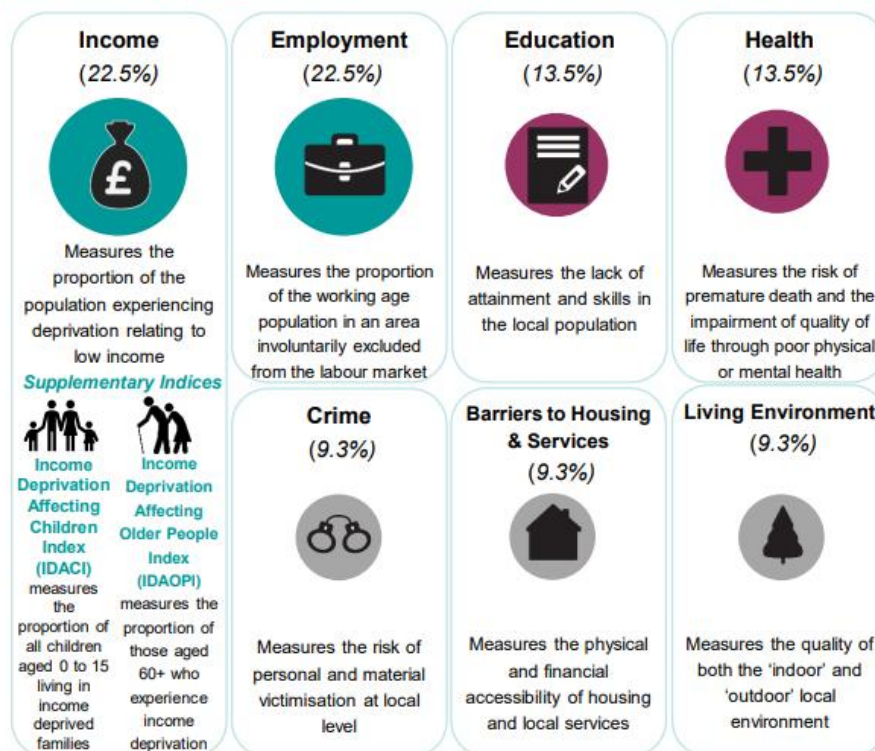 Income
(22.5%)
£
Measures the
proportion of the
population experiencing
deprivation relating to
low income
Supplementary Indices
Income
Deprivation
Affecting
Children
Index
(IDACI)
measures
the
proportion of
all children
aged 0 to 15
living in
income
deprived
families
Income
Deprivation
Affecting
Older People
Index
(IDAOPI)
measures the
proportion of
those aged
60+ who
experience
income
deprivation
Employment
(22.5%)
Measures the proportion
of the working age
population in an area
involuntarily excluded
from the labour market
Education
(13.5%)
Measures the lack of
attainment and skills in
the local population
Health
(13.5%)
Measures the risk of
premature death and the
impairment of quality of
life through poor physical
or mental health
Crime
(9.3%)
Measures the risk of
personal and material
victimisation at local
level
Barriers to Housing
& Services
(9.3%)
Measures the physical
and financial
accessibility of housing
and local services
Living Environment
(9.3%)
Measures the quality of
both the ‘indoor’ and
‘outdoor’ local
environment